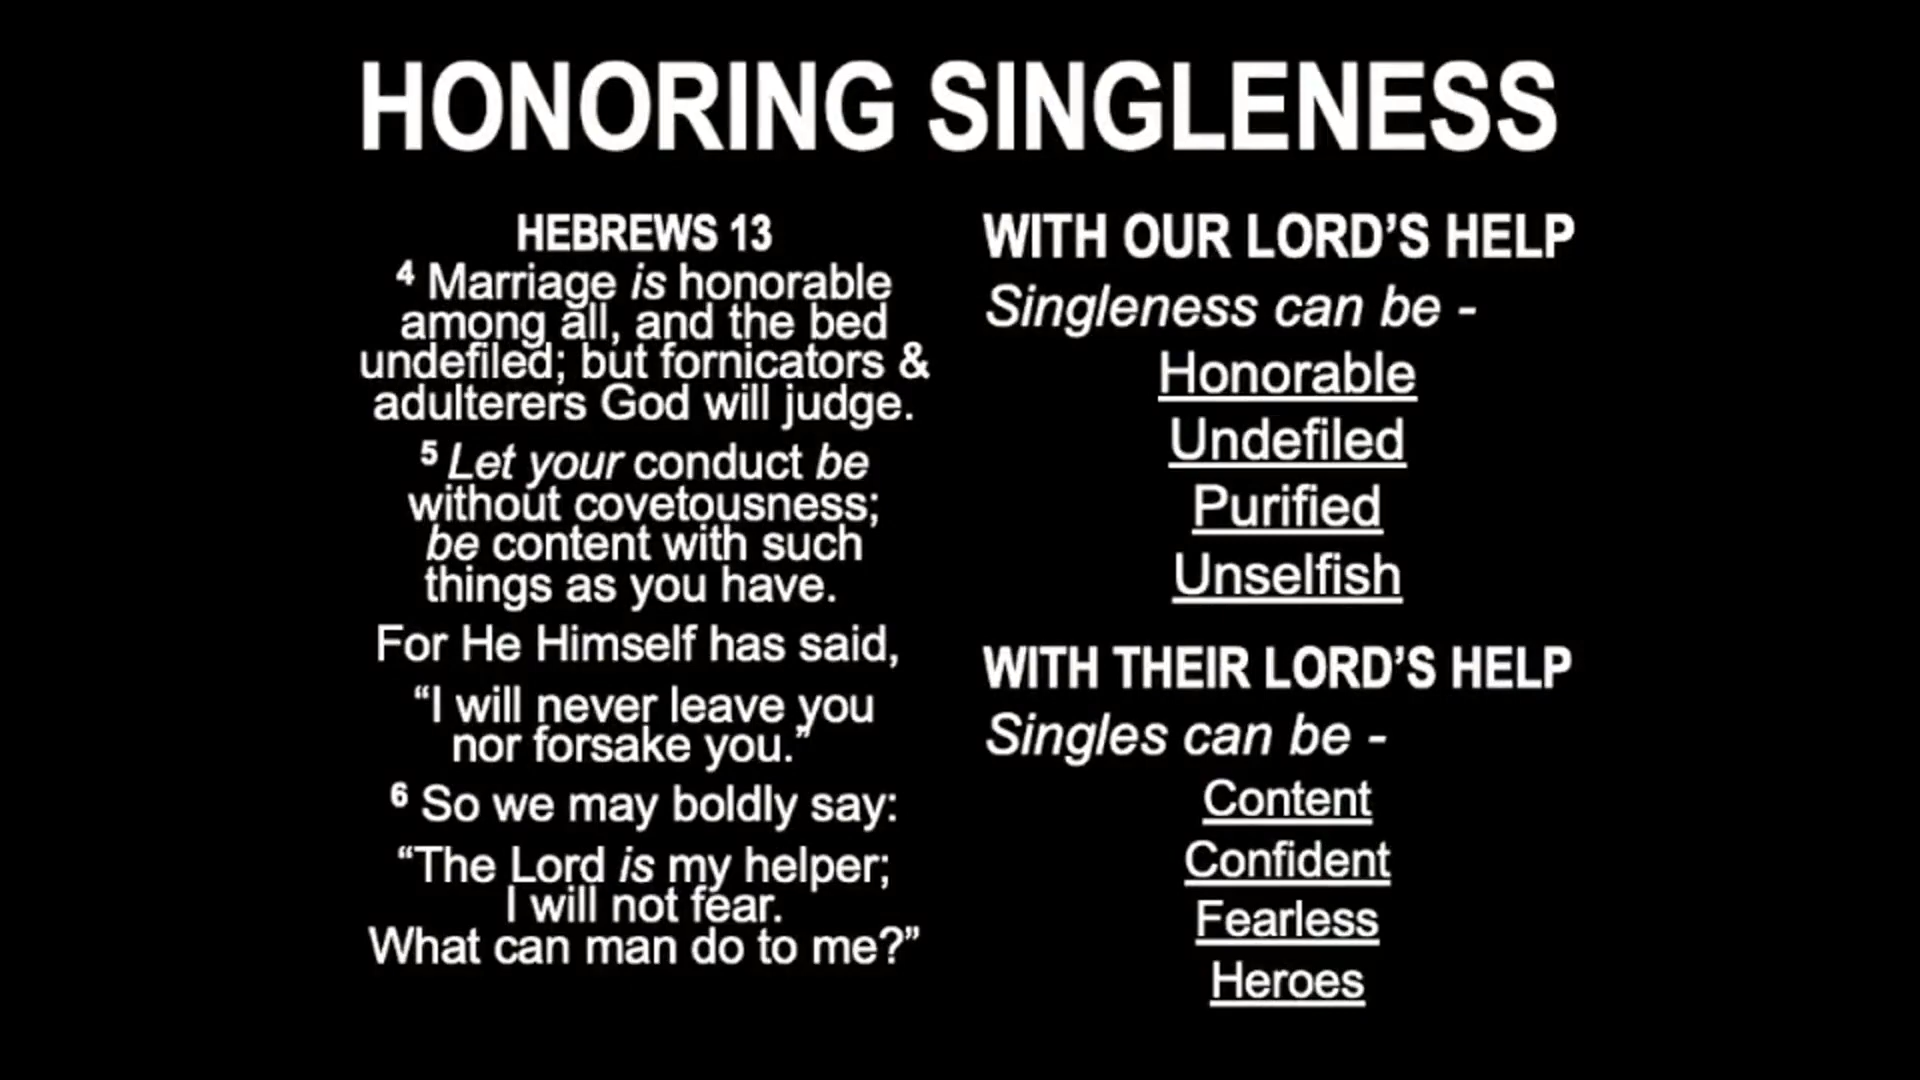 HONORING SINGLENESS
HEBREWS 13
4 Marriage is honorable
among all, and the bed
undefiled; but fornicators &
adulterers God will judge.
5 Let your conduct be
without covetousness;
be content with such
things as you have.
For He Himself has said,
“I will never leave you
nor forsake you.”
6 So we may boldly say:
“The Lord is my helper;
I will not fear.
What can man do to me?”
WITH OUR LORD’S HELP
Singleness can be -
Honorable
Undefiled
Purified
Unselfish
WITH THEIR LORD’S HELP
Singles can be -
Content
Confident
Fearless
Heroes